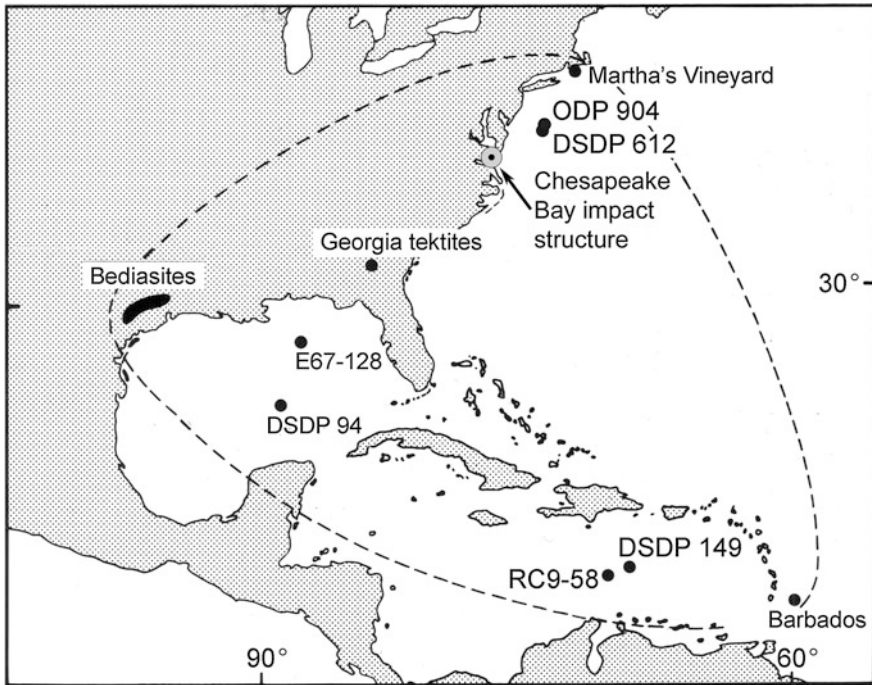 Martha's Vineyard
ODP 904
DSDP 612
Chesapeake
Bay impact
structure
Georgia tektites
Bediasites
30°
E67-128
DSDP 94
DSDP 149
RC9-58
Barbados
90°
60°